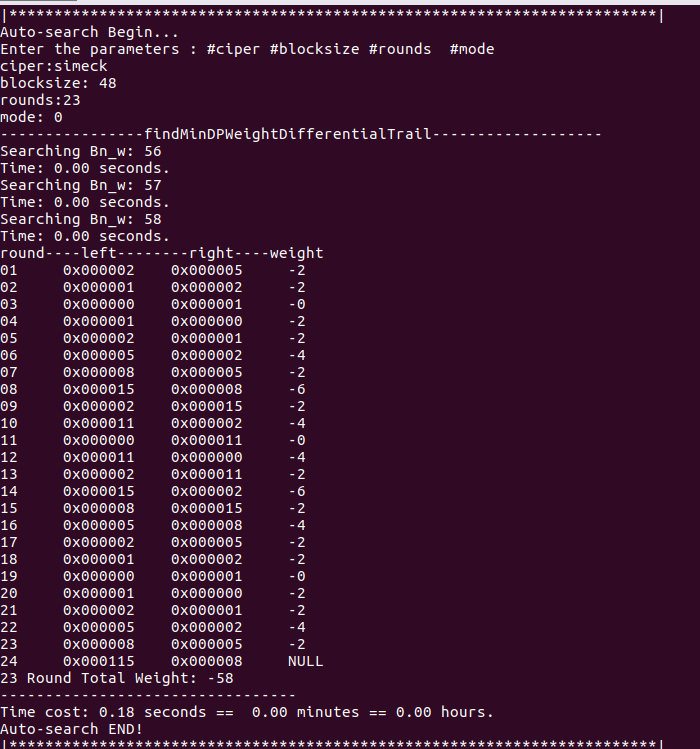 |************************************************************************|
Auto-search Begin...
Enter the parameters : #ciper #blocksize #rounds  #mode
ciper:simeck
blocksize: 48
rounds:23
mode: 0
----------------findMinDPWeightDifferentialTrail-------------------
Searching Bn_w: 56
Time: 0.00 seconds.
Searching Bn_w: 57
Time: 0.00 seconds.
Searching Bn_w: 58
Time: 0.00 seconds.
round----left--------right----weight
01     0x000002    0x000005     -2
02     0x000001    0x000002     -2
03     0x000000    0x000001     -0
04     0x000001    0x000000     -2
05     0x000002    0x000001     -2
06     0x000005    0x000002     -4
07     0x000008    0x000005     -2
08     0x000015    0x000008     -6
09     0x000002    0x000015     -2
10     0x000011    0x000002     -4
11     0x000000    0x000011     -0
12     0x000011    0x000000     -4
13     0x000002    0x000011     -2
14     0x000015    0x000002     -6
15     0x000008    0x000015     -2
16     0x000005    0x000008     -4
17     0x000002    0x000005     -2
18     0x000001    0x000002     -2
19     0x000000    0x000001     -0
20     0x000001    0x000000     -2
21     0x000002    0x000001     -2
22     0x000005    0x000002     -4
23     0x000008    0x000005     -2
24     0x000115    0x000008     NULL
23 Round Total Weight: -58
---------------------------------
Time cost: 0.18 seconds ==  0.00 minutes == 0.00 hours.
Auto-search END!
|************************************************************************|